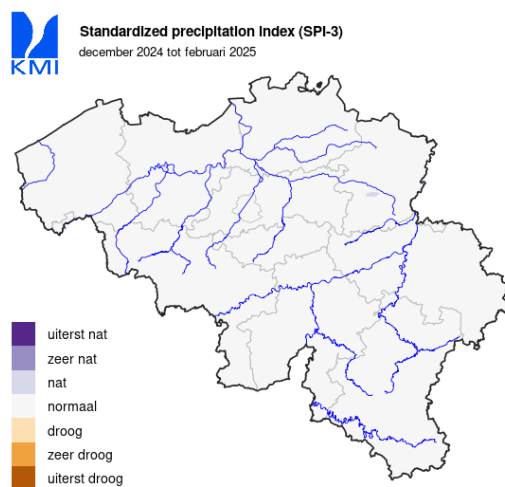 Standardized precipitation index (SPI-3)
december 2024 tot februari 2025
KMI
uiterst nat
zeer nat
nat
normaal
droog
zeer droog
uiterst droog